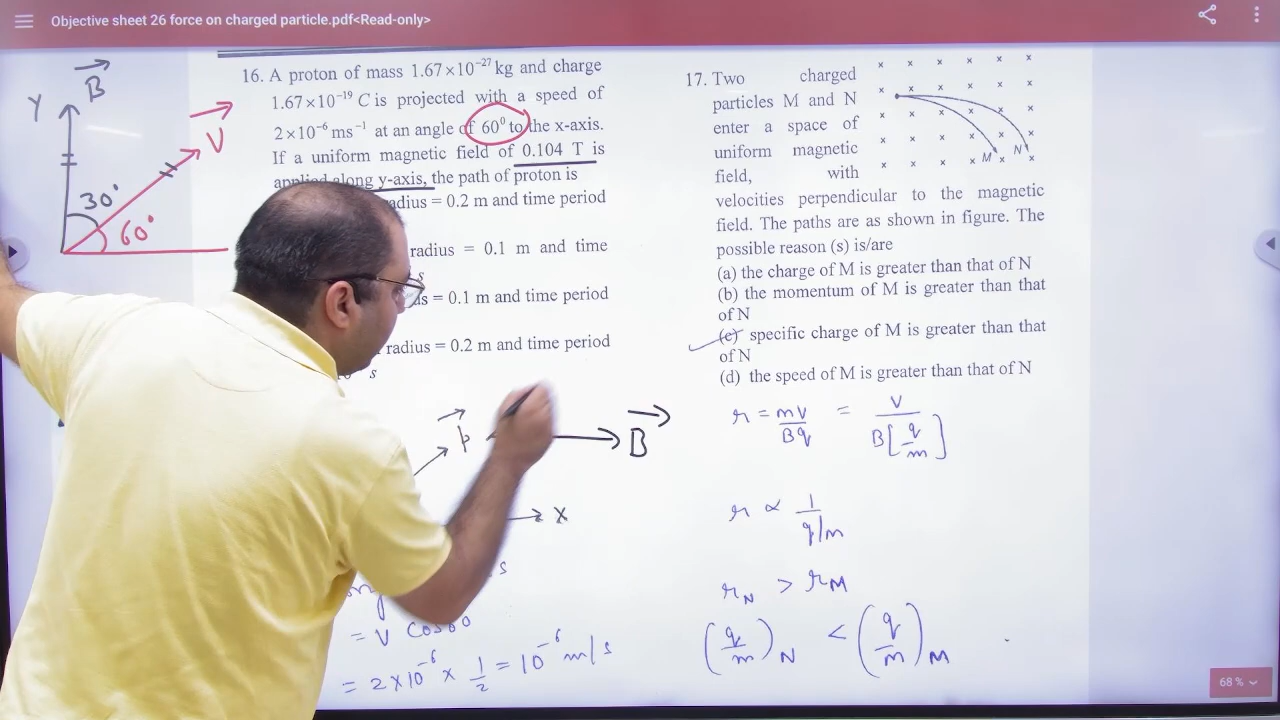 Objective sheet 26 force on charged particle.pdf<Read-only>
16. A proton of mass 1.67×10⁻²⁷ kg and charge
1.67×10⁻¹⁹ C is projected with a speed of
2×10⁻⁶ ms⁻¹ at an angle of 60⁰ to the x-axis.
If a uniform magnetic field of 0.104 T is
applied along y-axis, the path of proton is
radius = 0.2 m and time period
radius = 0.1 m and time
s
= 0.1 m and time period
radius = 0.2 m and time period
s
Y
B
V
30°
60°
p
B
X
s
= V Cos60
= 2×10⁻⁶ × 1/2 = 10⁻⁶ m/s
17. Two charged
particles M and N
enter a space of
uniform magnetic
field, with
velocities perpendicular to the magnetic
field. The paths are as shown in figure. The
possible reason (s) is/are
(a) the charge of M is greater than that of N
(b) the momentum of M is greater than that
of N
(c) specific charge of M is greater than that
of N
(d) the speed of M is greater than that of N
M N
r = mv/Bq = V/B[q/m]
r ∝ 1/q/m
r_N > r_M
(q/m)_N < (q/m)_M
68 %